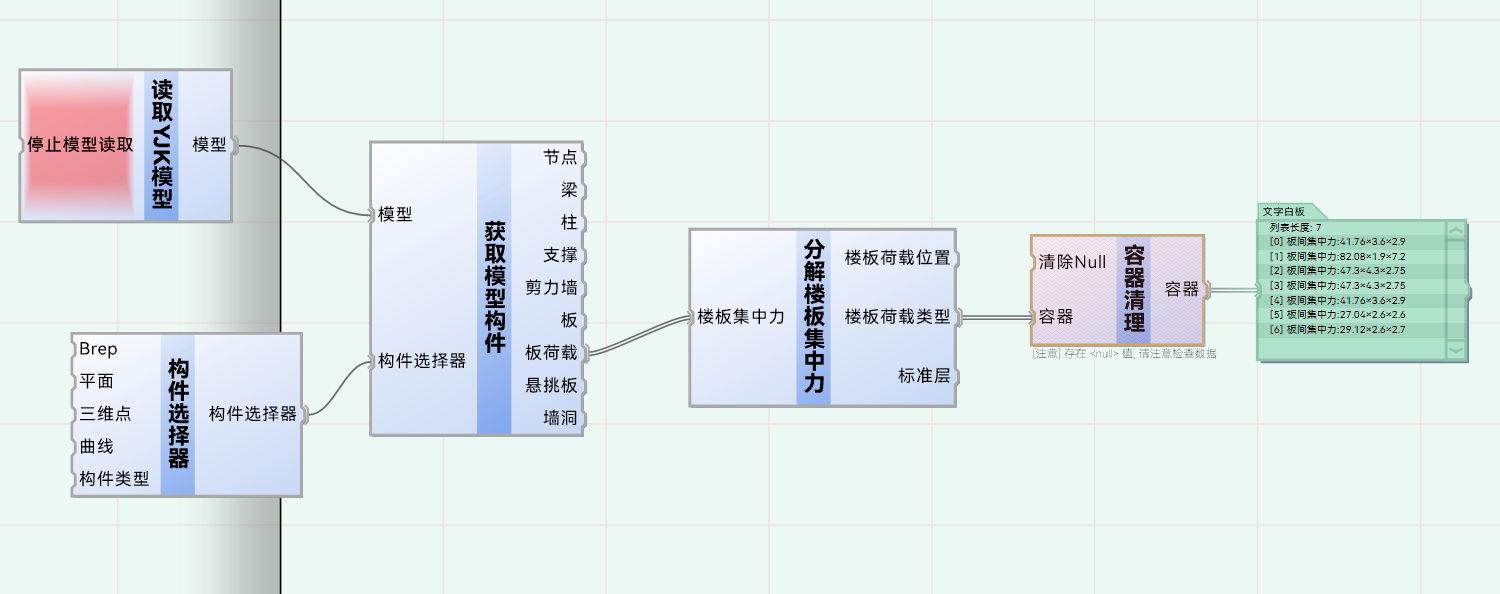 停止模型读取
读取YJK模型
模型
Brep
平面
三维点
曲线
构件类型
构件选择器
构件选择器
模型
构件选择器
获取模型构件
节点
梁
柱
支撑
剪力墙
板
板荷载
悬挑板
墙洞
楼板集中力
分解楼板集中力
楼板荷载位置
楼板荷载类型
标准层
清除Null
容器
容器清理
容器
[注意] 存在 <null> 值, 请注意检查数据
文字白板
列表长度: 7
[0] 板间集中力:41.76×3.6×2.9
[1] 板间集中力:82.08×1.9×7.2
[2] 板间集中力:47.3×4.3×2.75
[3] 板间集中力:47.3×4.3×2.75
[4] 板间集中力:41.76×3.6×2.9
[5] 板间集中力:27.04×2.6×2.6
[6] 板间集中力:29.12×2.6×2.7